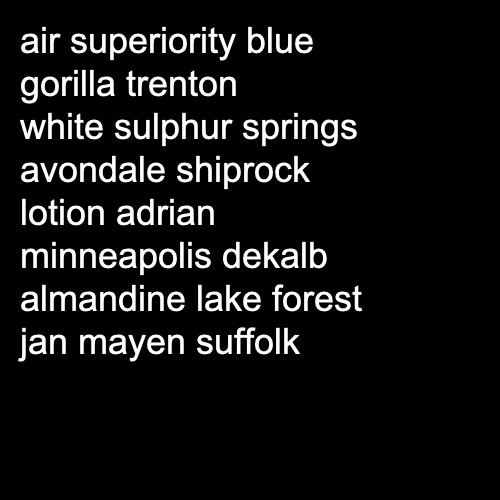 air superiority blue
gorilla trenton
white sulphur springs
avondale shiprock
lotion adrian
minneapolis dekalb
almandine lake forest
jan mayen suffolk